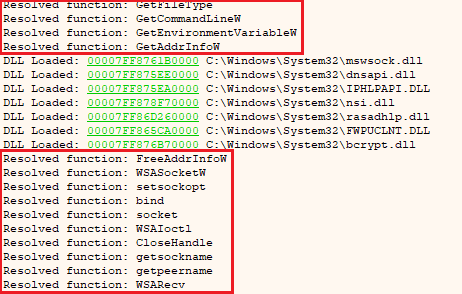 Resolved function: GetFileType
Resolved function: GetCommandLineW
Resolved function: GetEnvironmentVariableW
Resolved function: GetAddrInfoW
DLL Loaded: 00007FF8761B0000 C:\Windows\System32\mswsock.dll
DLL Loaded: 00007FF875EE0000 C:\Windows\System32\dnsapi.dll
DLL Loaded: 00007FF875EA0000 C:\Windows\System32\IPHLPAPI.DLL
DLL Loaded: 00007FF878F70000 C:\Windows\System32\nsi.dll
DLL Loaded: 00007FF86D260000 C:\Windows\System32\rasadhlp.dll
DLL Loaded: 00007FF865CA0000 C:\Windows\System32\FWPUCLNT.DLL
DLL Loaded: 00007FF876B70000 C:\Windows\System32\bcrypt.dll
Resolved function: FreeAddrInfoW
Resolved function: WSASocketW
Resolved function: setsockopt
Resolved function: bind
Resolved function: socket
Resolved function: WSAIoctl
Resolved function: CloseHandle
Resolved function: getsockname
Resolved function: getpeername
Resolved function: WSARecv